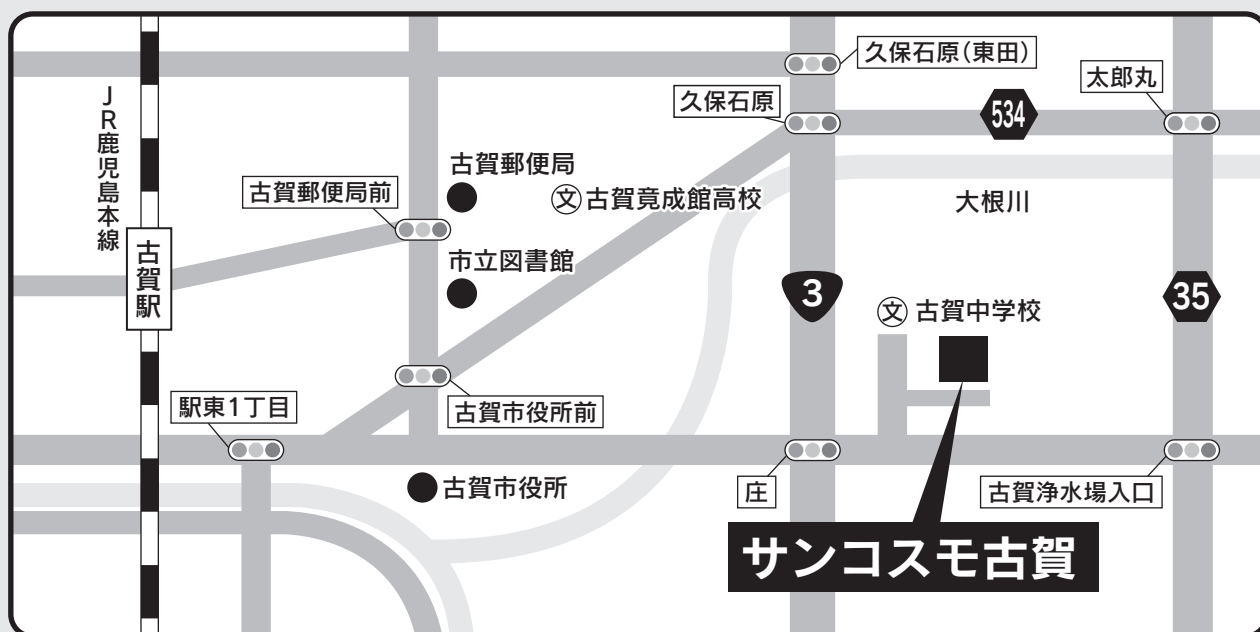 久保石原(東田)
太郎丸
久保石原
534
JR鹿児島本線
古賀郵便局
古賀郵便局前
文 古賀竟成館高校
大根川
古賀駅
市立図書館
3
35
文 古賀中学校
駅東1丁目
古賀市役所前
古賀市役所
庄
古賀浄水場入口
サンコスモ古賀